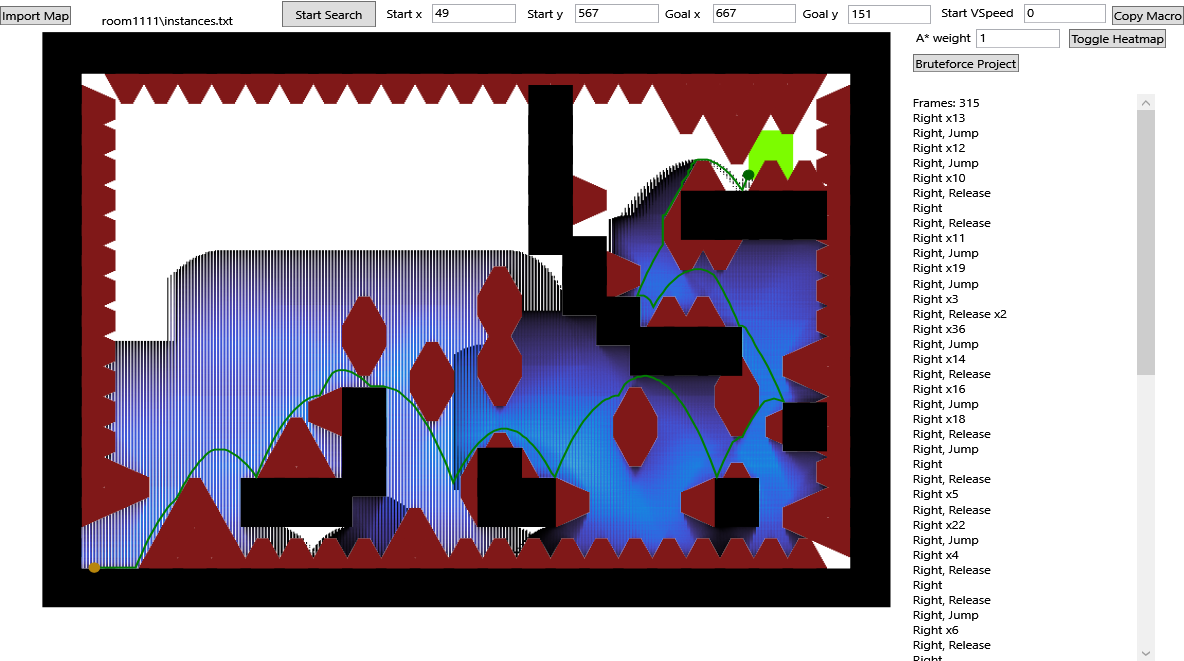 Import Map
room1111\instances.txt
Start Search
Start x 49
Start y 567
Goal x 667
Goal y 151
Start VSpeed 0
Copy Macro
A* weight 1
Toggle Heatmap
Bruteforce Project
Frames: 315
Right x13
Right, Jump
Right x12
Right, Jump
Right x10
Right, Release
Right
Right, Release
Right x11
Right, Jump
Right x19
Right, Jump
Right x3
Right, Release x2
Right x36
Right, Jump
Right x14
Right, Release
Right x16
Right, Jump
Right x18
Right, Release
Right, Jump
Right
Right, Release
Right x5
Right, Release
Right x22
Right, Jump
Right x4
Right, Release
Right
Right, Release
Right, Jump
Right x6
Right, Release
Right